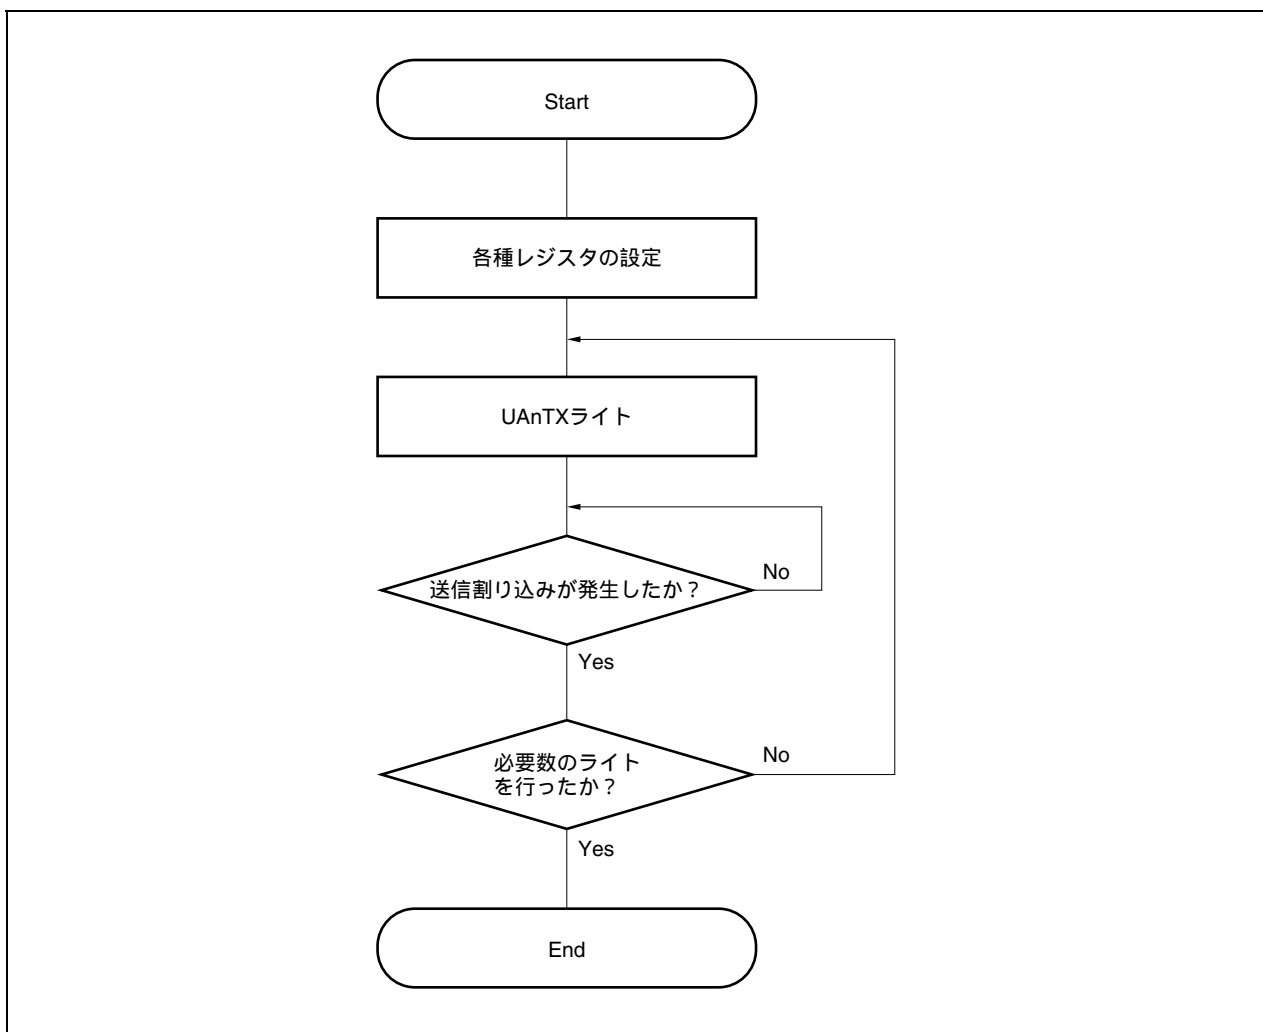 Start
各種レジスタの設定
UAnTXライト
送信割り込みが発生したか？
No
Yes
必要数のライト
を行ったか？
No
Yes
End